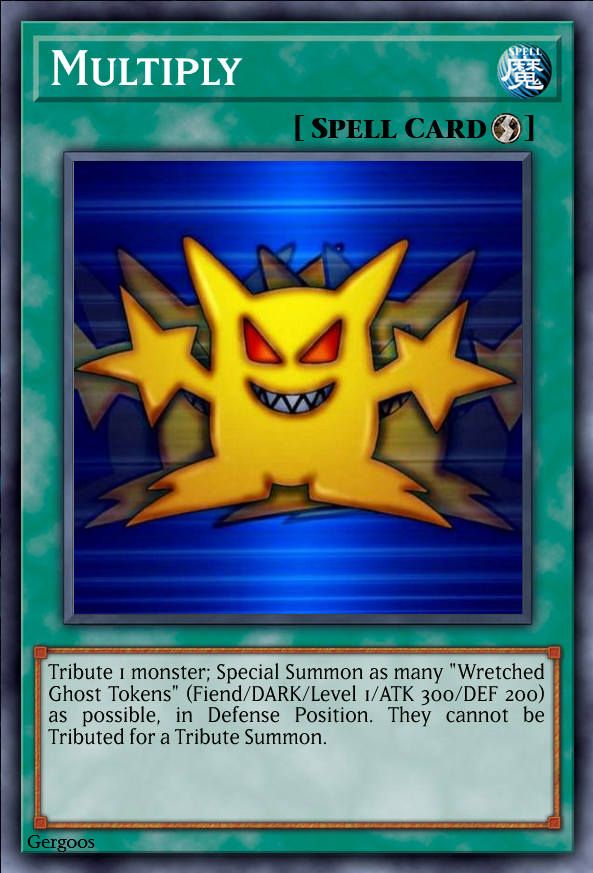 Multiply
SPELL
魔
[ Spell Card ]
Tribute 1 monster; Special Summon as many "Wretched
Ghost Tokens" (Fiend/DARK/Level 1/ATK 300/DEF 200)
as possible, in Defense Position. They cannot be
Tributed for a Tribute Summon.
Gergoos